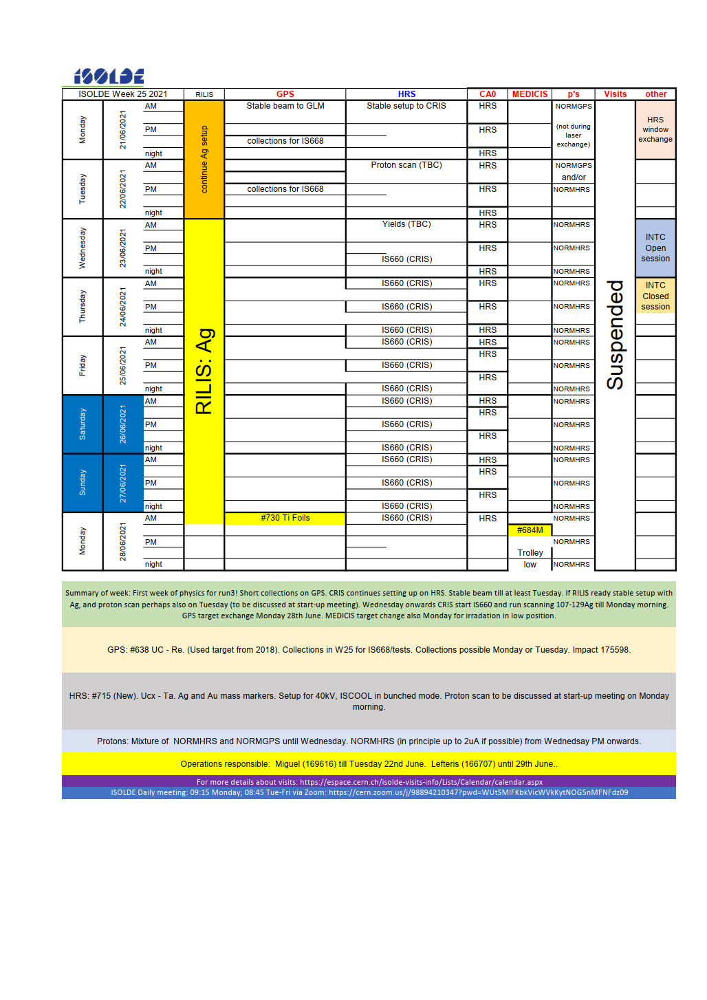 ISOLDE
ISOLDE Week 25 2021 RILIS GPS HRS CA0 MEDICIS p's Visits other
Monday 21/06/2021 AM continue Ag setup Stable beam to GLM Stable setup to CRIS HRS NORMGPS Suspended HRS window exchange
PM HRS (not during laser exchange)
collections for IS668
night HRS
Tuesday 22/06/2021 AM Proton scan (TBC) HRS NORMGPS
and/or
PM collections for IS668 HRS NORMHRS
night HRS
Wednesday 23/06/2021 AM RILIS: Ag Yields (TBC) HRS NORMHRS INTC Open session
PM HRS NORMHRS
IS660 (CRIS)
night HRS NORMHRS
Thursday 24/06/2021 AM IS660 (CRIS) HRS NORMHRS INTC Closed session
PM IS660 (CRIS) HRS NORMHRS
night IS660 (CRIS) HRS NORMHRS
Friday 25/06/2021 AM IS660 (CRIS) HRS NORMHRS
HRS
PM IS660 (CRIS) NORMHRS
HRS
night IS660 (CRIS) NORMHRS
Saturday 26/06/2021 AM IS660 (CRIS) HRS NORMHRS
HRS
PM IS660 (CRIS) NORMHRS
HRS
night IS660 (CRIS) NORMHRS
Sunday 27/06/2021 AM IS660 (CRIS) HRS NORMHRS
HRS
PM IS660 (CRIS) NORMHRS
HRS
night IS660 (CRIS) NORMHRS
Monday 28/06/2021 AM #730 Ti Foils IS660 (CRIS) HRS NORMHRS
#684M
PM NORMHRS
Trolley
night low NORMHRS
Summary of week: First week of physics for run3! Short collections on GPS. CRIS continues setting up on HRS. Stable beam till at least Tuesday. If RILIS ready stable setup with
Ag, and proton scan perhaps also on Tuesday (to be discussed at start-up meeting). Wednesday onwards CRIS start IS660 and run scanning 107-129Ag till Monday morning.
GPS target exchange Monday 28th June. MEDICIS target change also Monday for irradation in low position.
GPS: #638 UC - Re. (Used target from 2018). Collections in W25 for IS668/tests. Collections possible Monday or Tuesday. Impact 175598.
HRS: #715 (New). Ucx - Ta. Ag and Au mass markers. Setup for 40kV, ISCOOL in bunched mode. Proton scan to be discussed at start-up meeting on Monday
morning.
Protons: Mixture of NORMHRS and NORMGPS until Wednesday. NORMHRS (in principle up to 2uA if possible) from Wednedsay PM onwards.
Operations responsible: Miguel (169616) till Tuesday 22nd June. Lefteris (166707) until 29th June..
For more details about visits: https://espace.cern.ch/isolde-visits-info/Lists/Calendar/calendar.aspx
ISOLDE Daily meeting: 09:15 Monday; 08:45 Tue-Fri via Zoom: https://cern.zoom.us/j/98894210347?pwd=WUtSMlFKbkVicWVkKytNOG5nMFNFdz09